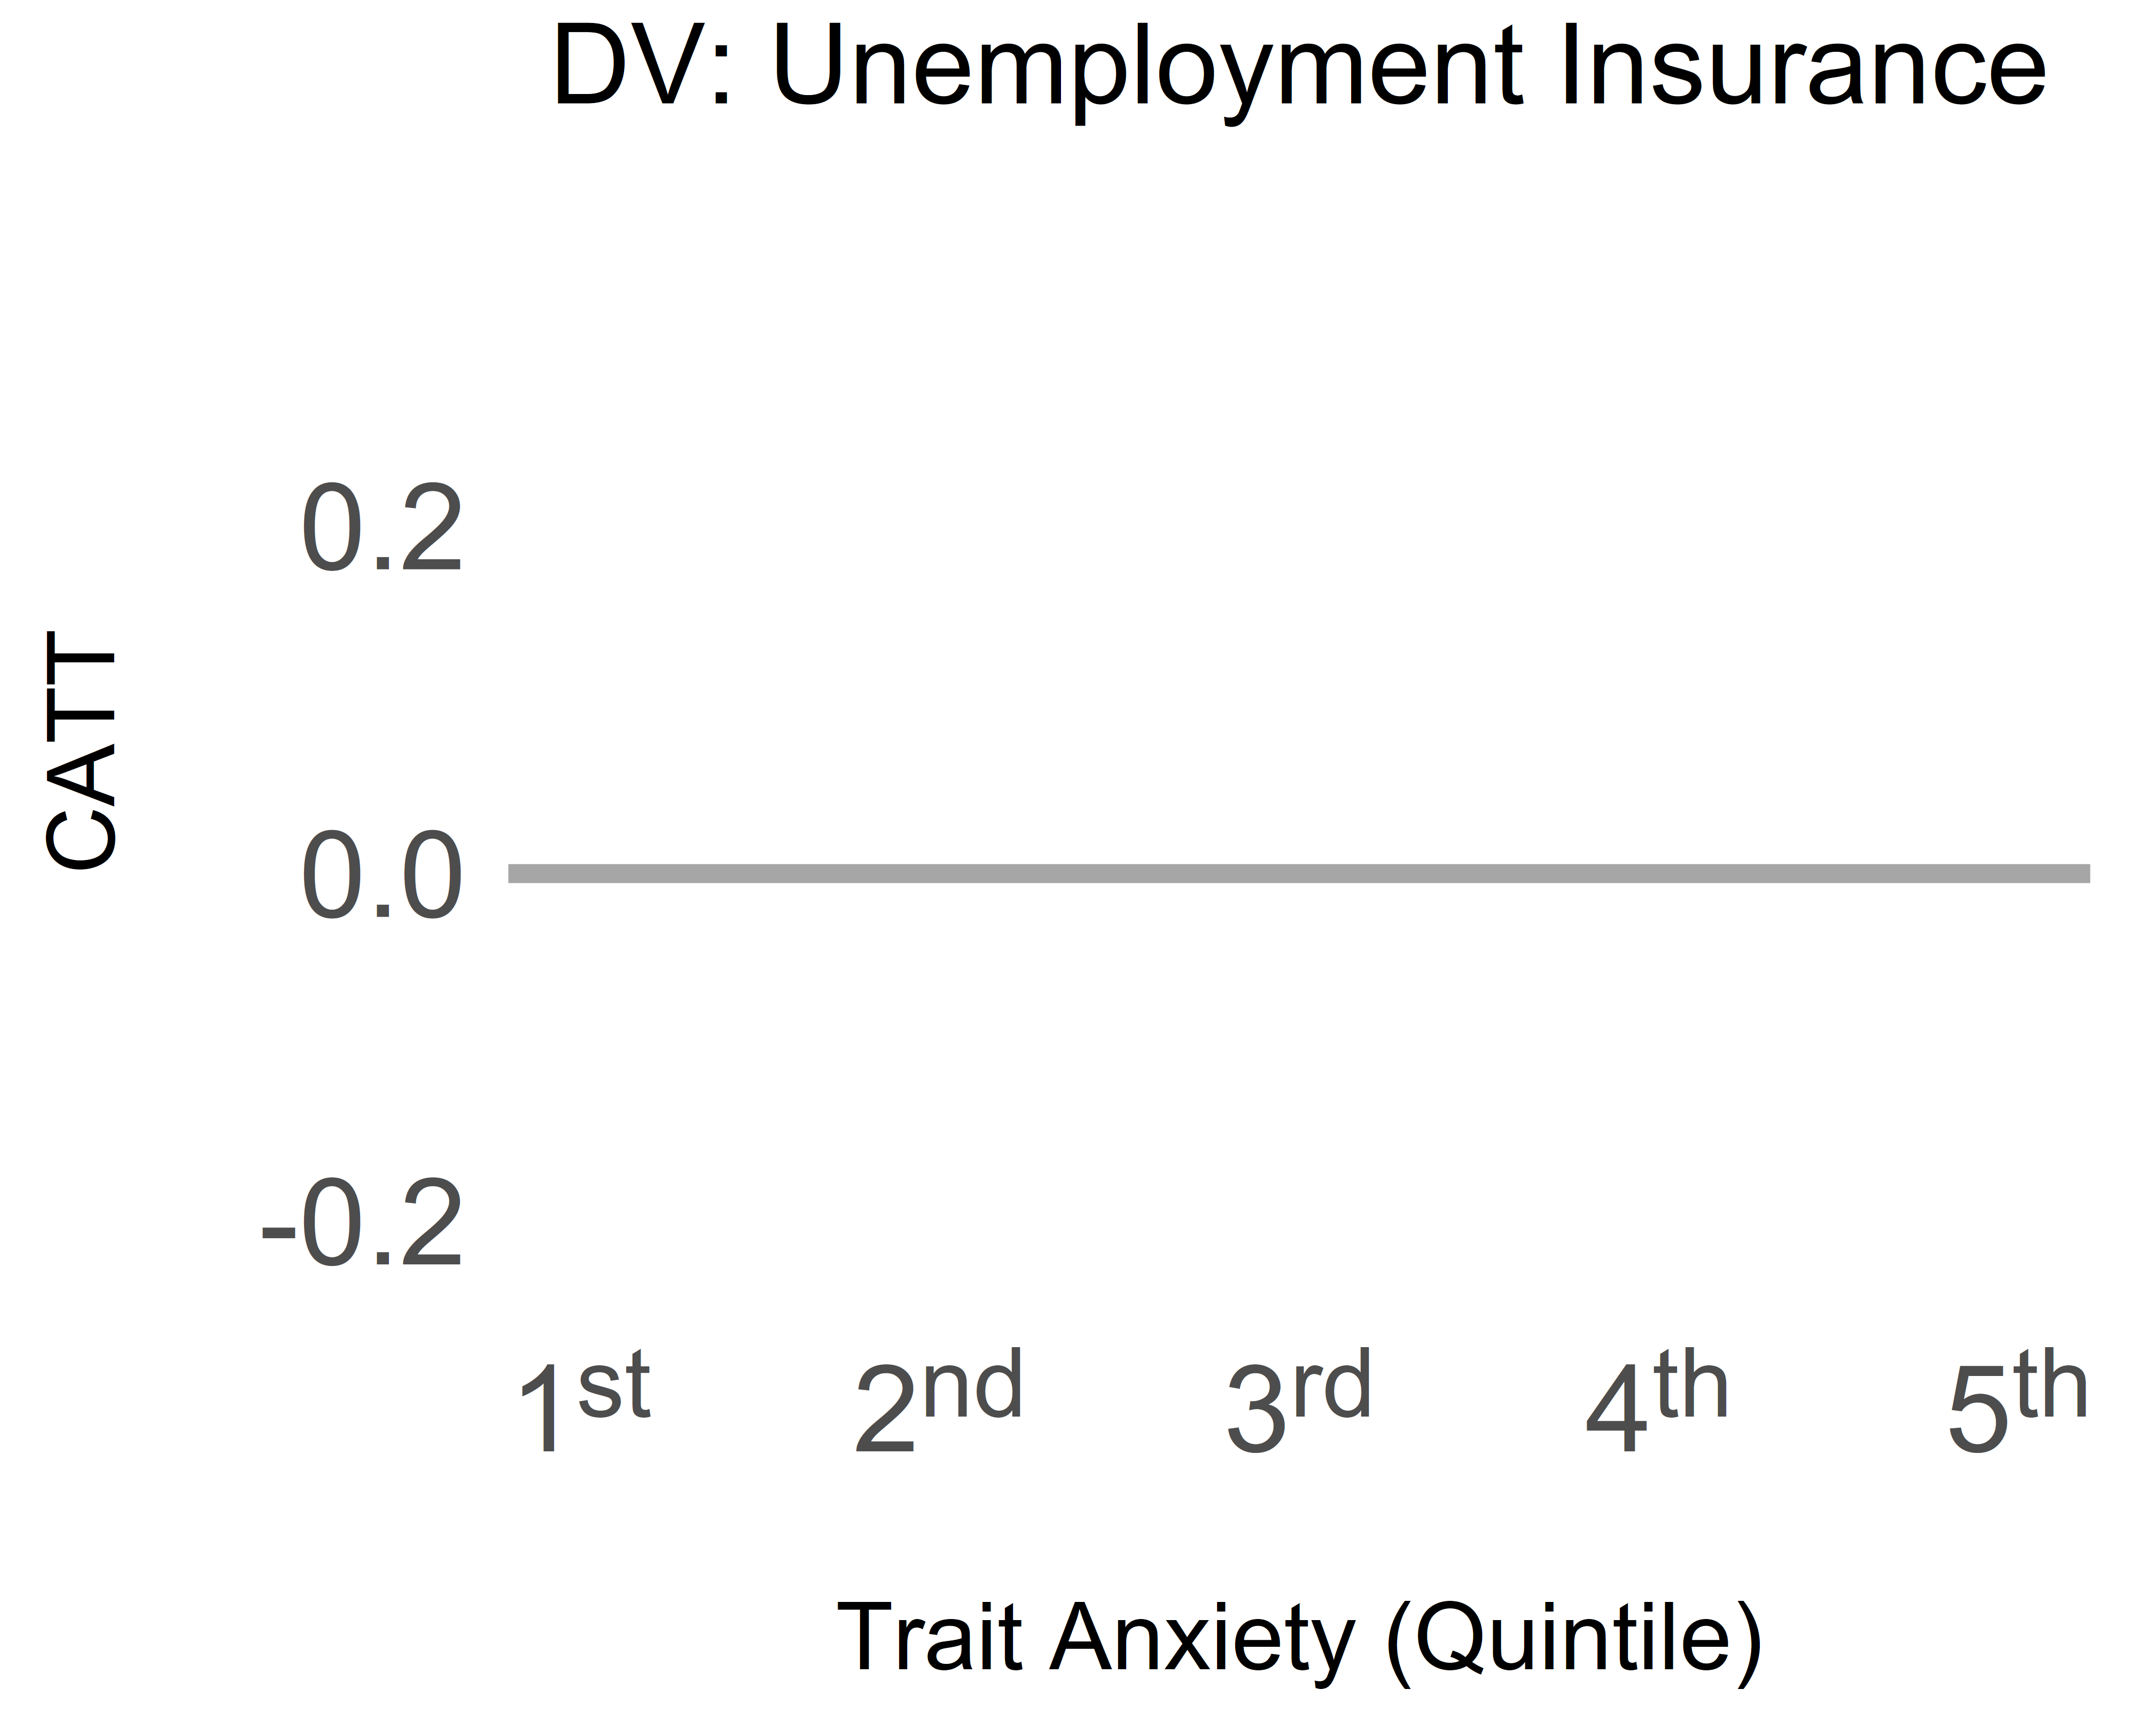 DV: Unemployment Insurance
CATT
0.2
0.0
-0.2
1st 2nd 3rd 4th 5th
Trait Anxiety (Quintile)